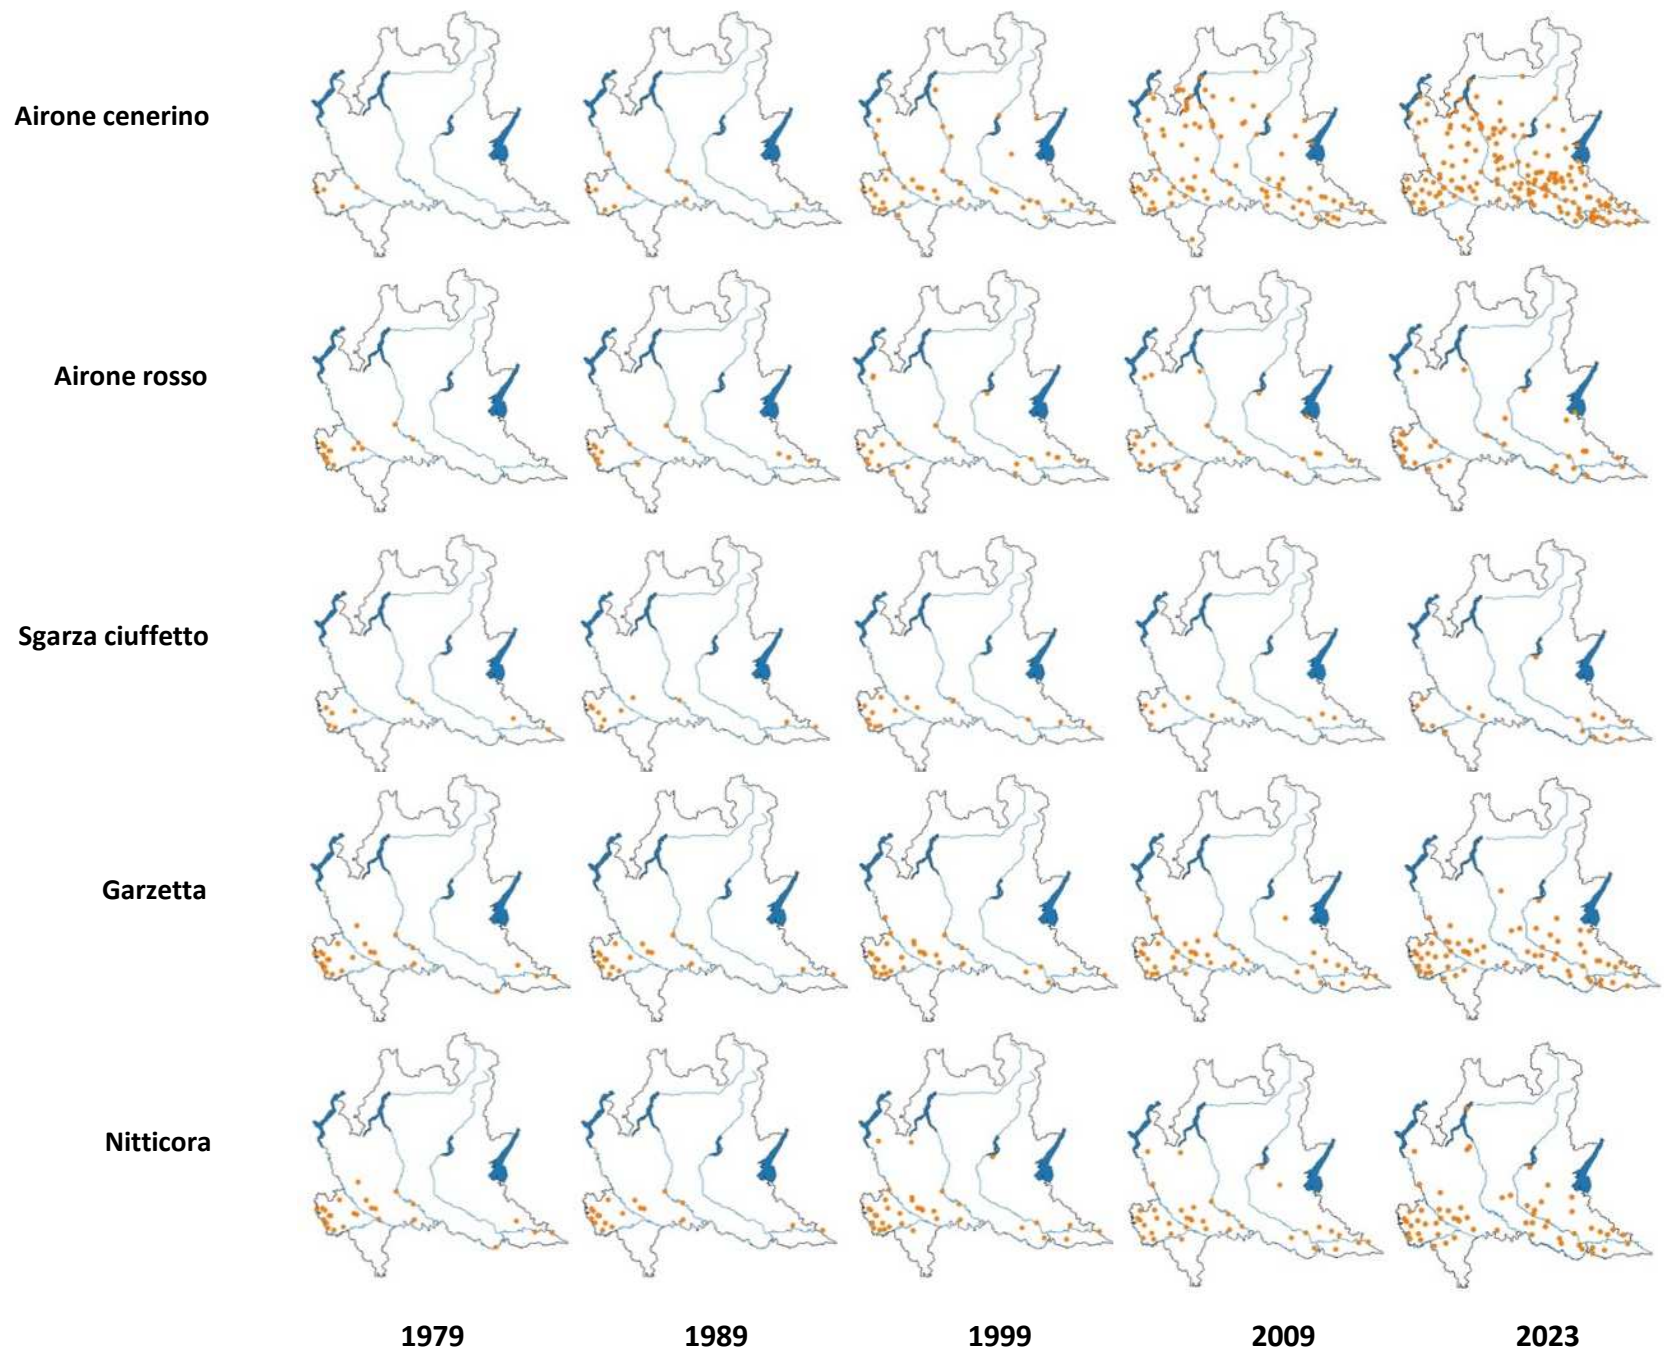 Airone cenerino
Airone rosso
Sgarza ciuffetto
Garzetta
Nitticora
1979 1989 1999 2009 2023